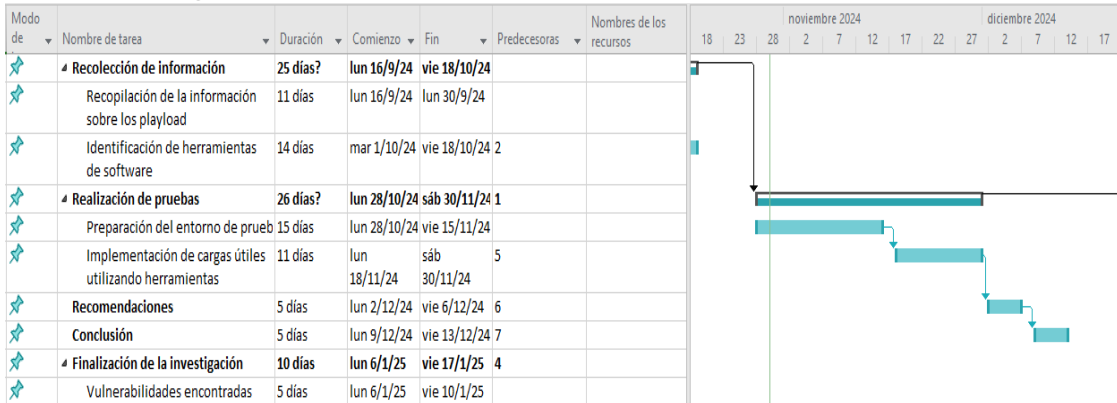 Modo de
Nombre de tarea
Duración
Comienzo
Fin
Predecesoras
Nombres de los recursos
noviembre 2024
diciembre 2024
18 23 28 2 7 12 17 22 27 2 7 12 17
Recolección de información 25 días? lun 16/9/24 vie 18/10/24
Recopilación de la información 11 días lun 16/9/24 lun 30/9/24
sobre los playload
Identificación de herramientas 14 días mar 1/10/24 vie 18/10/24 2
de software
Realización de pruebas 26 días? lun 28/10/24 sáb 30/11/24 1
Preparación del entorno de prueb 15 días lun 28/10/24 vie 15/11/24
Implementación de cargas útiles 11 días lun sáb 5
utilizando herramientas 18/11/24 30/11/24
Recomendaciones 5 días lun 2/12/24 vie 6/12/24 6
Conclusión 5 días lun 9/12/24 vie 13/12/24 7
Finalización de la investigación 10 días lun 6/1/25 vie 17/1/25 4
Vulnerabilidades encontradas 5 días lun 6/1/25 vie 10/1/25